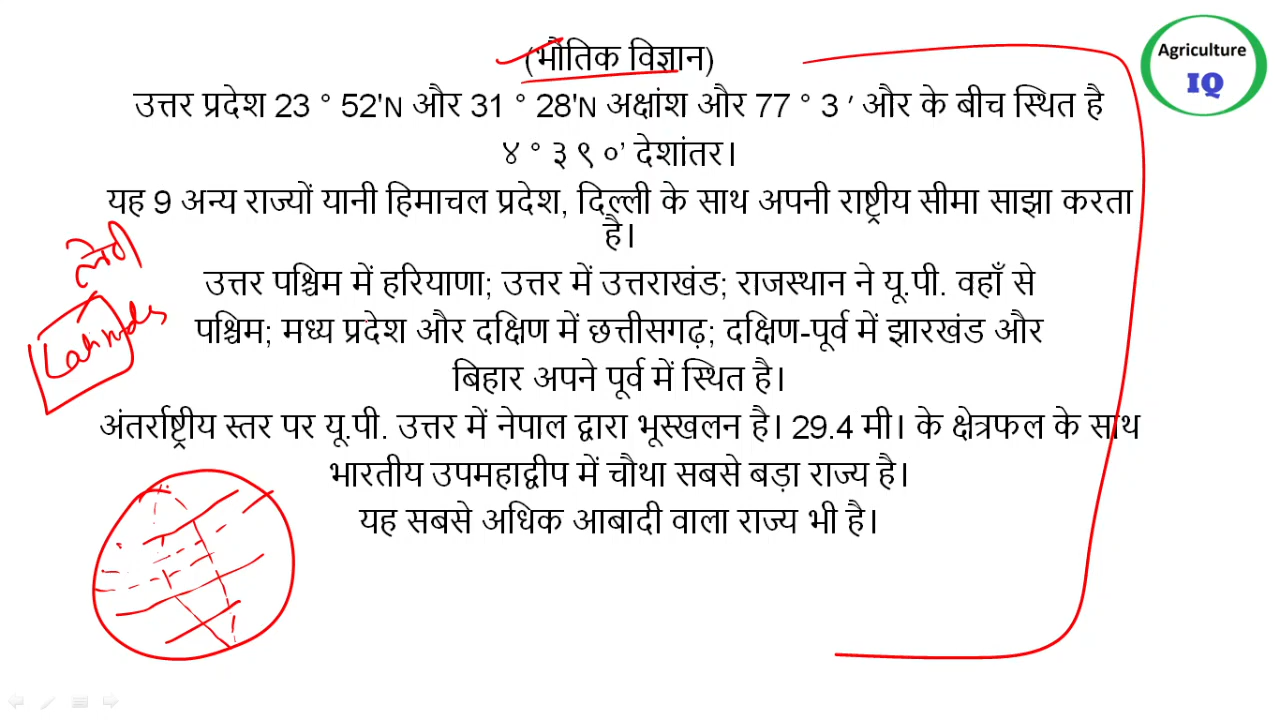 Agriculture
IQ
(भौतिक विज्ञान)
उत्तर प्रदेश 23 ° 52'N और 31 ° 28'N अक्षांश और 77 ° 3 ′ और के बीच स्थित है
४ ° ३ ९ ०' देशांतर।
यह 9 अन्य राज्यों यानी हिमाचल प्रदेश, दिल्ली के साथ अपनी राष्ट्रीय सीमा साझा करता
है।
उत्तर पश्चिम में हरियाणा; उत्तर में उत्तराखंड; राजस्थान ने यू.पी. वहाँ से
पश्चिम; मध्य प्रदेश और दक्षिण में छत्तीसगढ़; दक्षिण-पूर्व में झारखंड और
बिहार अपने पूर्व में स्थित है।
अंतर्राष्ट्रीय स्तर पर यू.पी. उत्तर में नेपाल द्वारा भूस्खलन है। 29.4 मी। के क्षेत्रफल के साथ
भारतीय उपमहाद्वीप में चौथा सबसे बड़ा राज्य है।
यह सबसे अधिक आबादी वाला राज्य भी है।